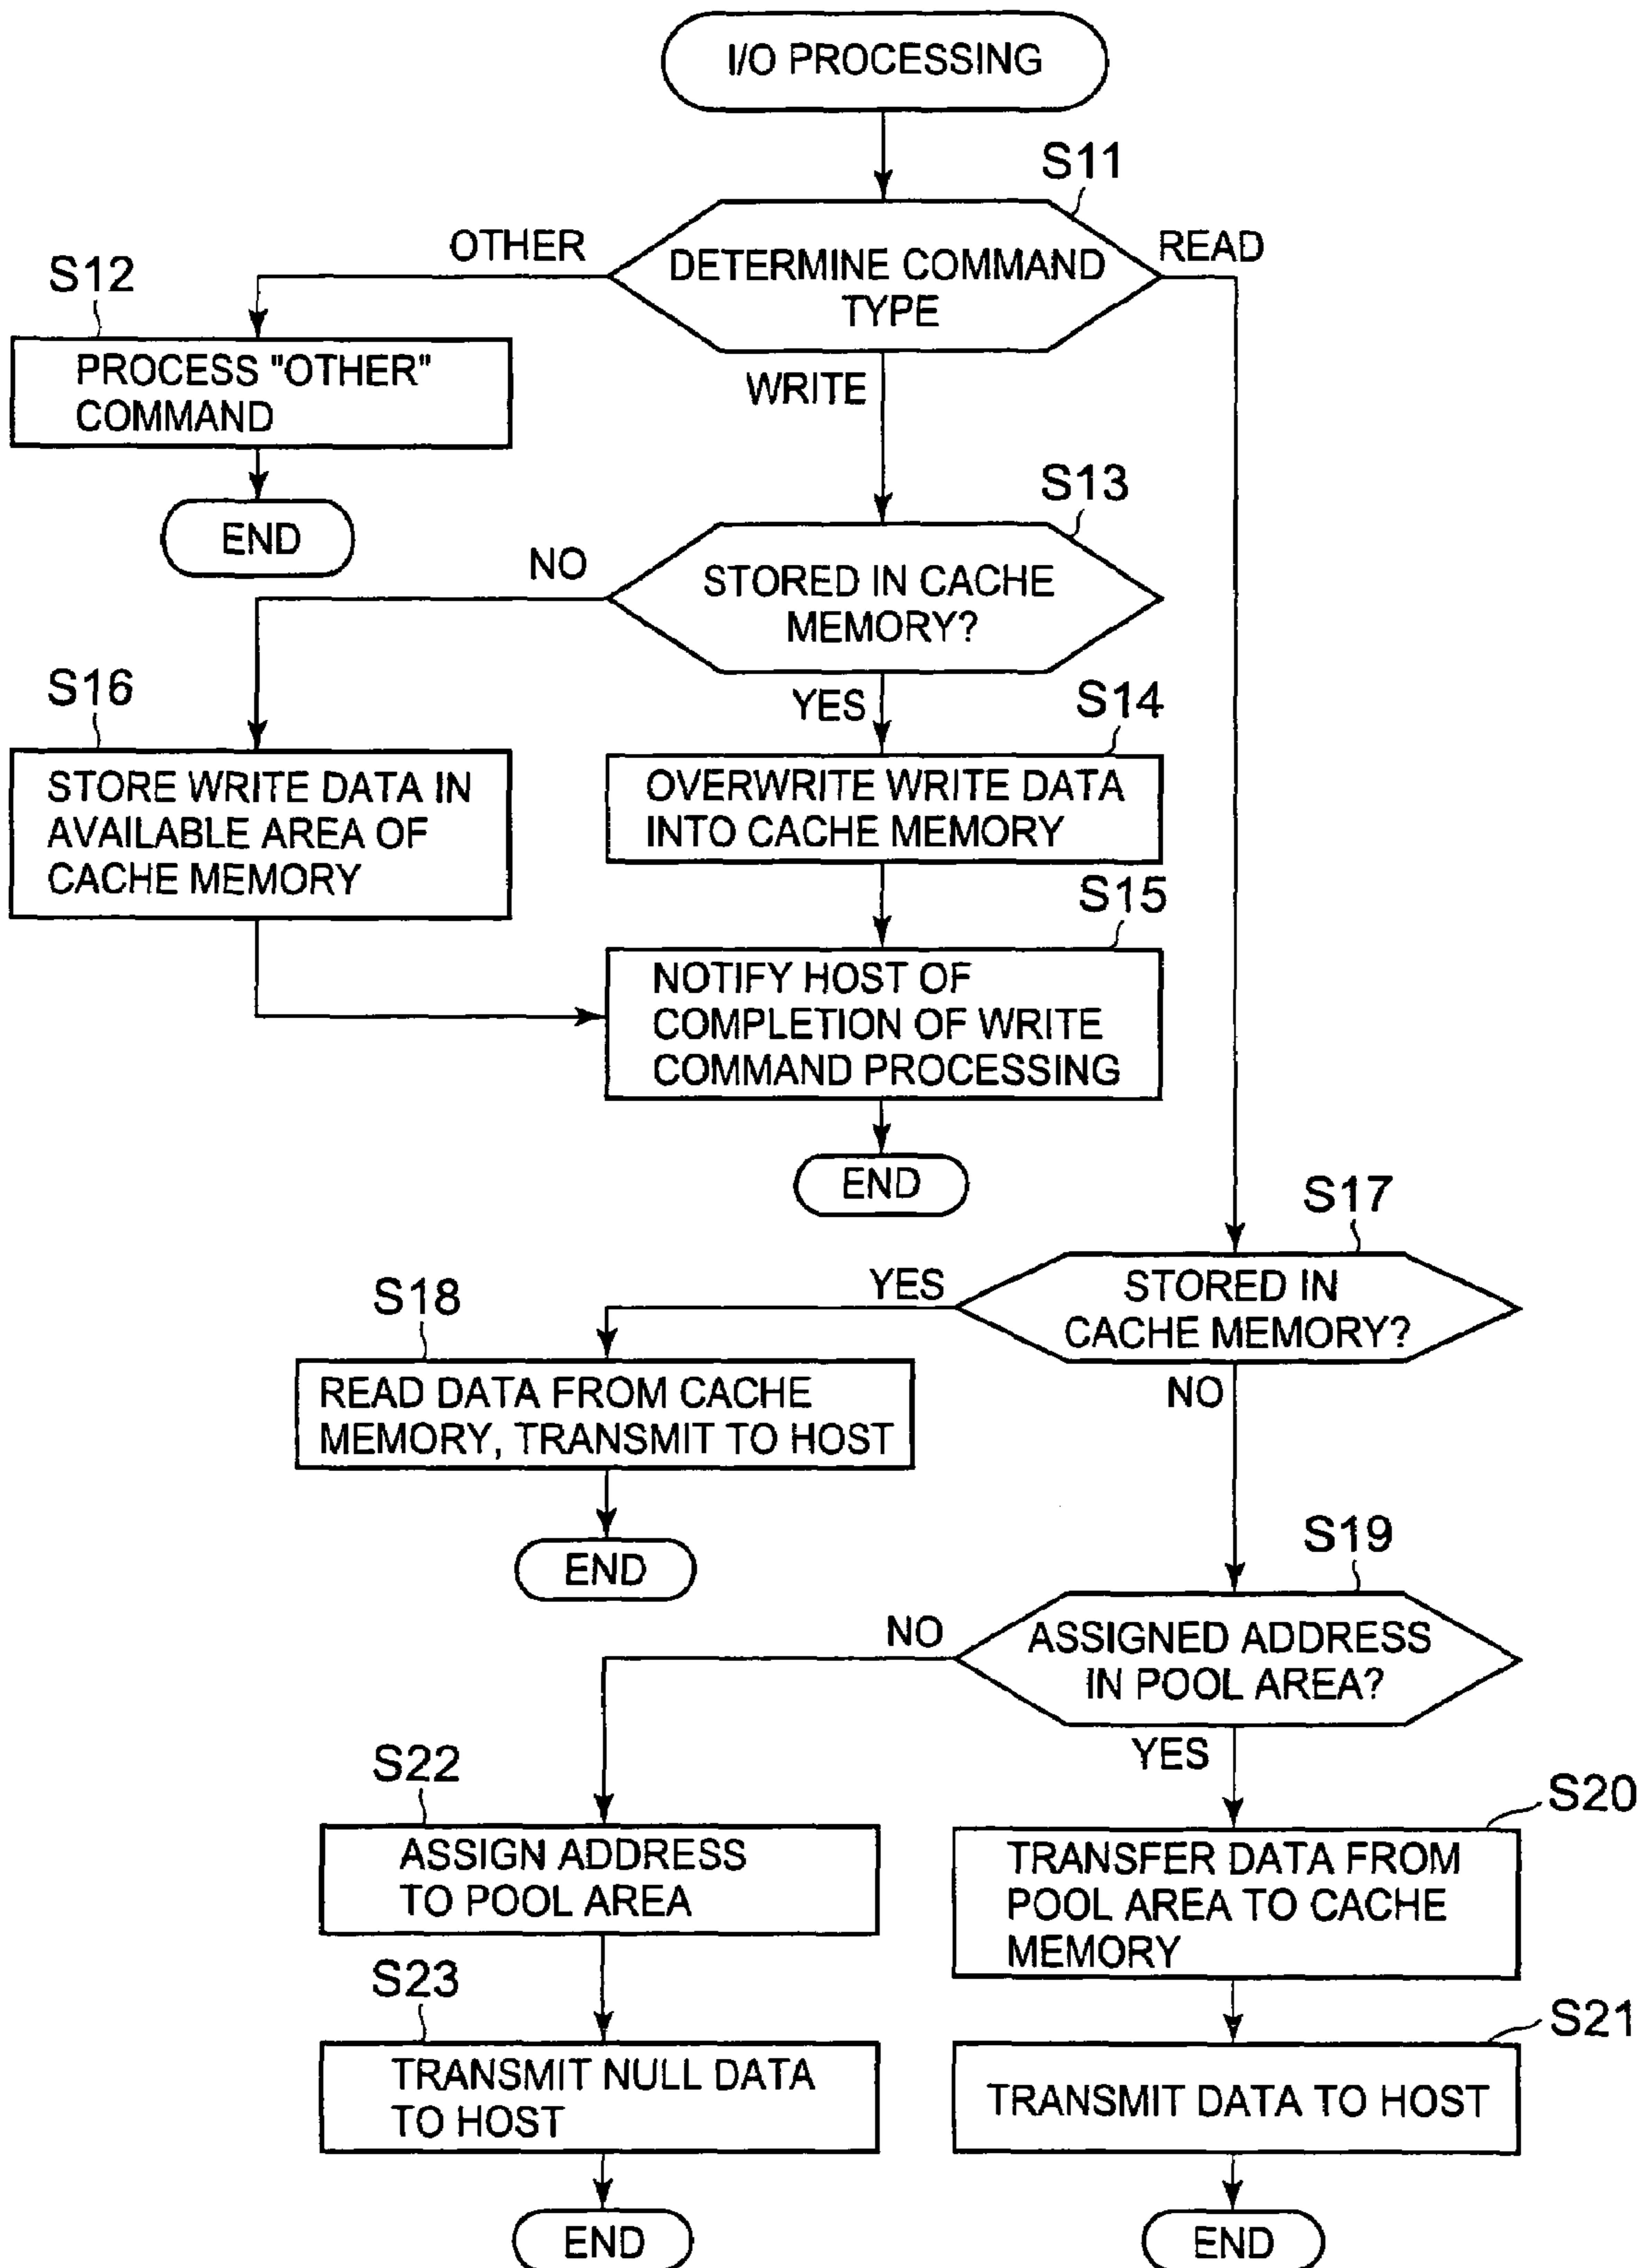 I/O PROCESSING
S11
OTHER
READ
DETERMINE COMMAND
TYPE
S12
PROCESS "OTHER"
COMMAND
WRITE
END
S13
NO
STORED IN CACHE
MEMORY?
S16
YES
S14
STORE WRITE DATA IN
AVAILABLE AREA OF
CACHE MEMORY
OVERWRITE WRITE DATA
INTO CACHE MEMORY
S15
NOTIFY HOST OF
COMPLETION OF WRITE
COMMAND PROCESSING
END
S17
YES
STORED IN
CACHE MEMORY?
S18
NO
READ DATA FROM CACHE
MEMORY, TRANSMIT TO HOST
END
S19
NO
ASSIGNED ADDRESS
IN POOL AREA?
YES
S22
S20
ASSIGN ADDRESS
TO POOL AREA
TRANSFER DATA FROM
POOL AREA TO CACHE
MEMORY
S23
S21
TRANSMIT NULL DATA
TO HOST
TRANSMIT DATA TO HOST
END
END